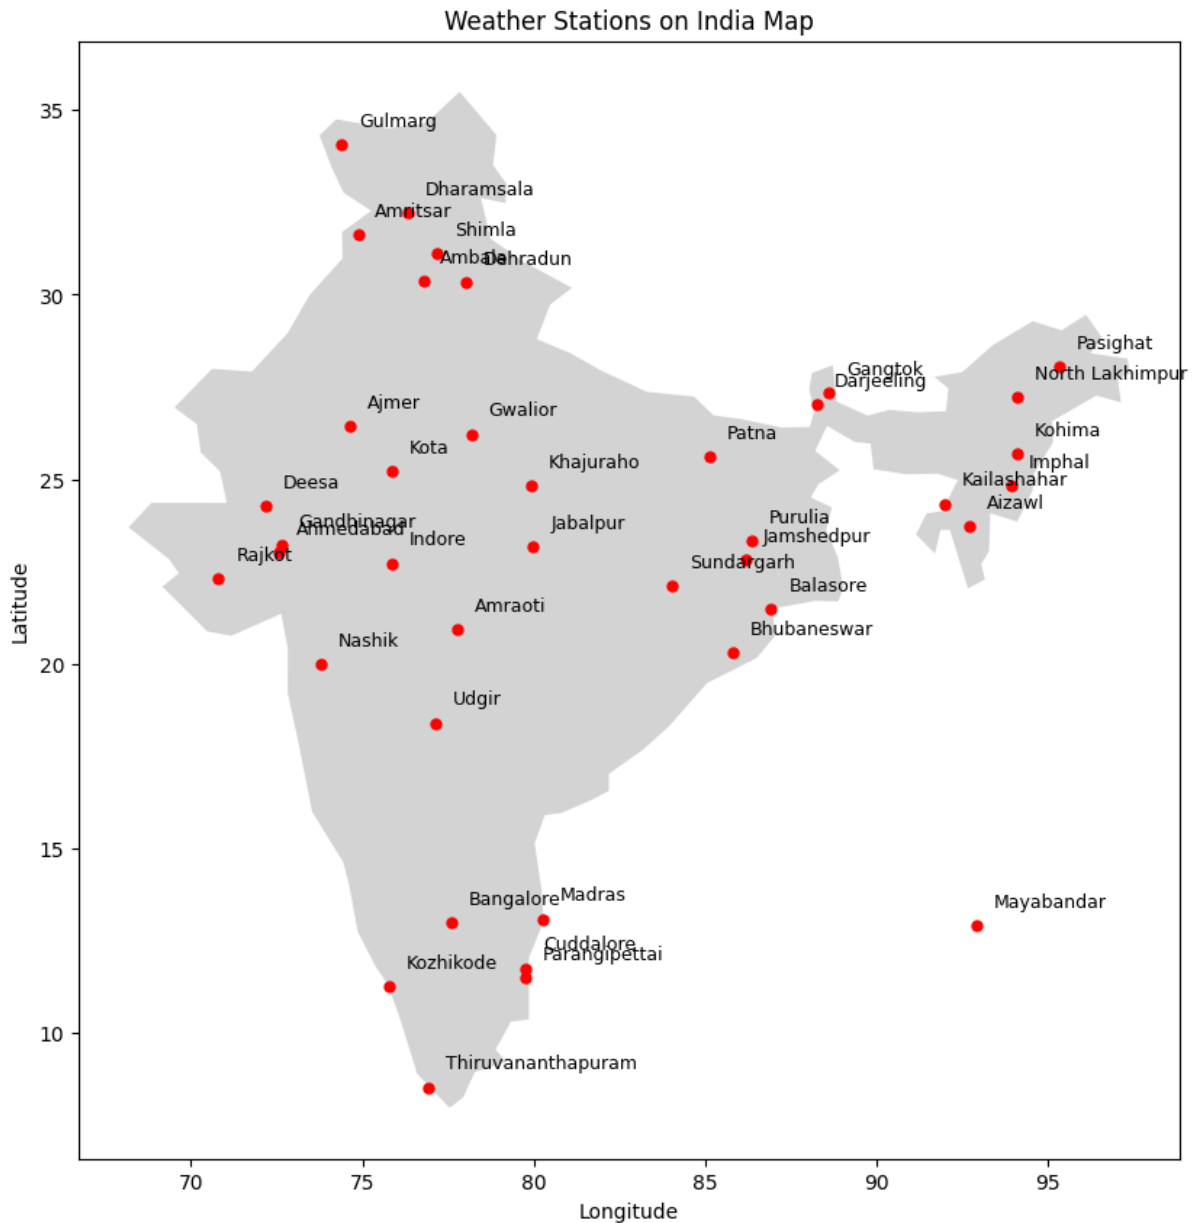 Weather Stations on India Map
Gulmarg
Dharamsala
Amritsar
Shimla
Ambala
Dehradun
Pasighat
Gangtok
North Lakhimpur
Darjeeling
Ajmer
Gwalior
Patna
Kohima
Kota
Khajuraho
Imphal
Deesa
Kailashahar
Gandhinagar
Ahmedabad
Jabalpur
Purulia
Aizawl
Indore
Jamshedpur
Rajkot
Sundargarh
Balasore
Amraoti
Bhubaneswar
Nashik
Udgir
Bangalore
Madras
Mayabandar
Cuddalore
Parangipettai
Kozhikode
Thiruvananthapuram
35
30
25
20
15
10
Latitude
70 75 80 85 90 95
Longitude